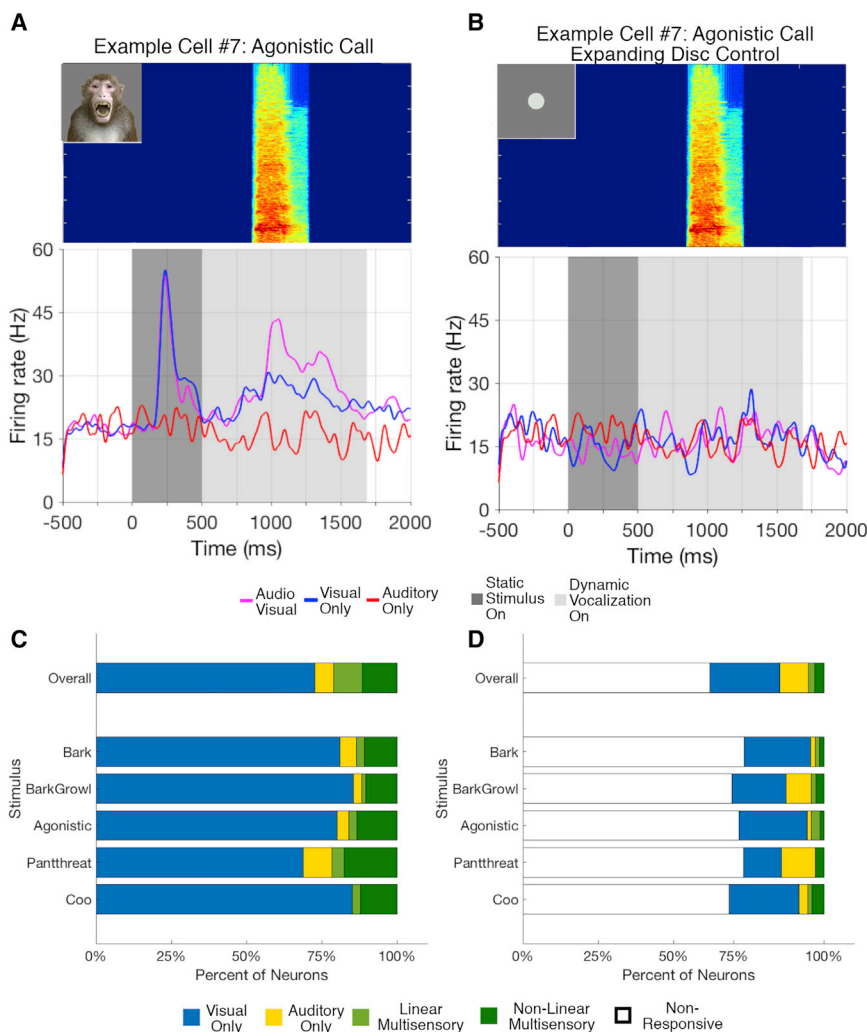 A
Example Cell #7: Agonistic Call
60
45
30
15
0
Firing rate (Hz)
-500
0
500
1000
1500
2000
Time (ms)
B
Example Cell #7: Agonistic Call
Expanding Disc Control
60
45
30
15
0
Firing rate (Hz)
-500
0
500
1000
1500
2000
Time (ms)
Audio
Visual
Visual
Only
Auditory
Only
Static
Stimulus
On
Dynamic
Vocalization
On
C
Stimulus
Overall
Bark
BarkGrowl
Agonistic
Pantthreat
Coo
0%
25%
50%
75%
100%
Percent of Neurons
D
Stimulus
Overall
Bark
BarkGrowl
Agonistic
Pantthreat
Coo
0%
25%
50%
75%
100%
Percent of Neurons
Visual
Only
Auditory
Only
Linear
Multisensory
Non-Linear
Multisensory
Non-
Responsive